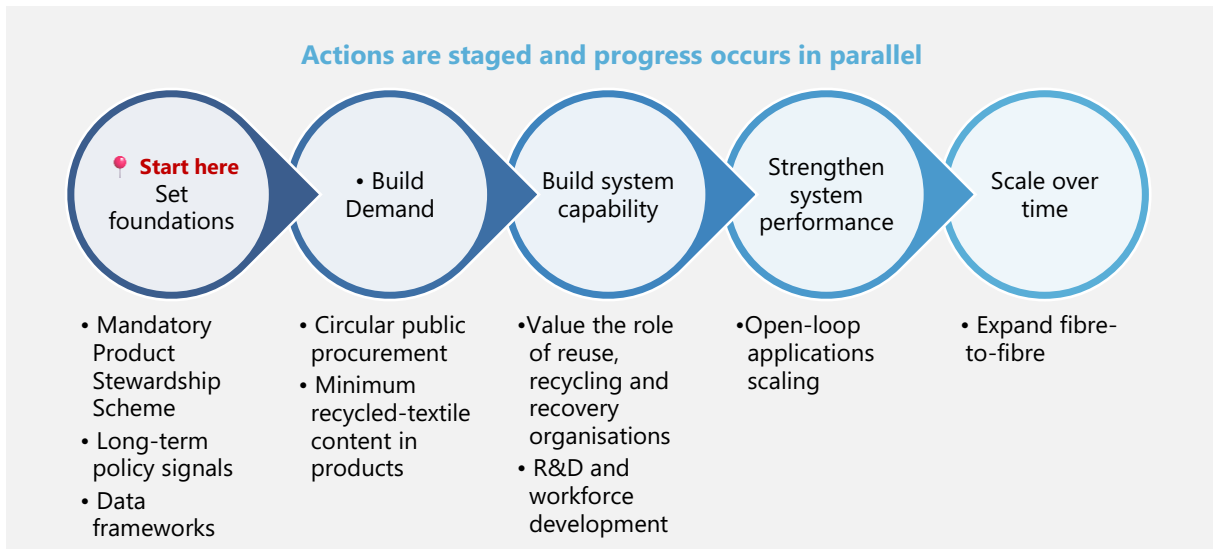 Actions are staged and progress occurs in parallel
Start here
Set
foundations
• Build
Demand
Build system
capability
Strengthen
system
performance
Scale over
time
• Mandatory
Product
Stewardship
Scheme
• Long-term
policy signals
• Data
frameworks
• Circular public
procurement
• Minimum
recycled-textile
content in
products
•Value the role
of reuse,
recycling and
recovery
organisations
• R&D and
workforce
development
•Open-loop
applications
scaling
• Expand fibre-
to-fibre